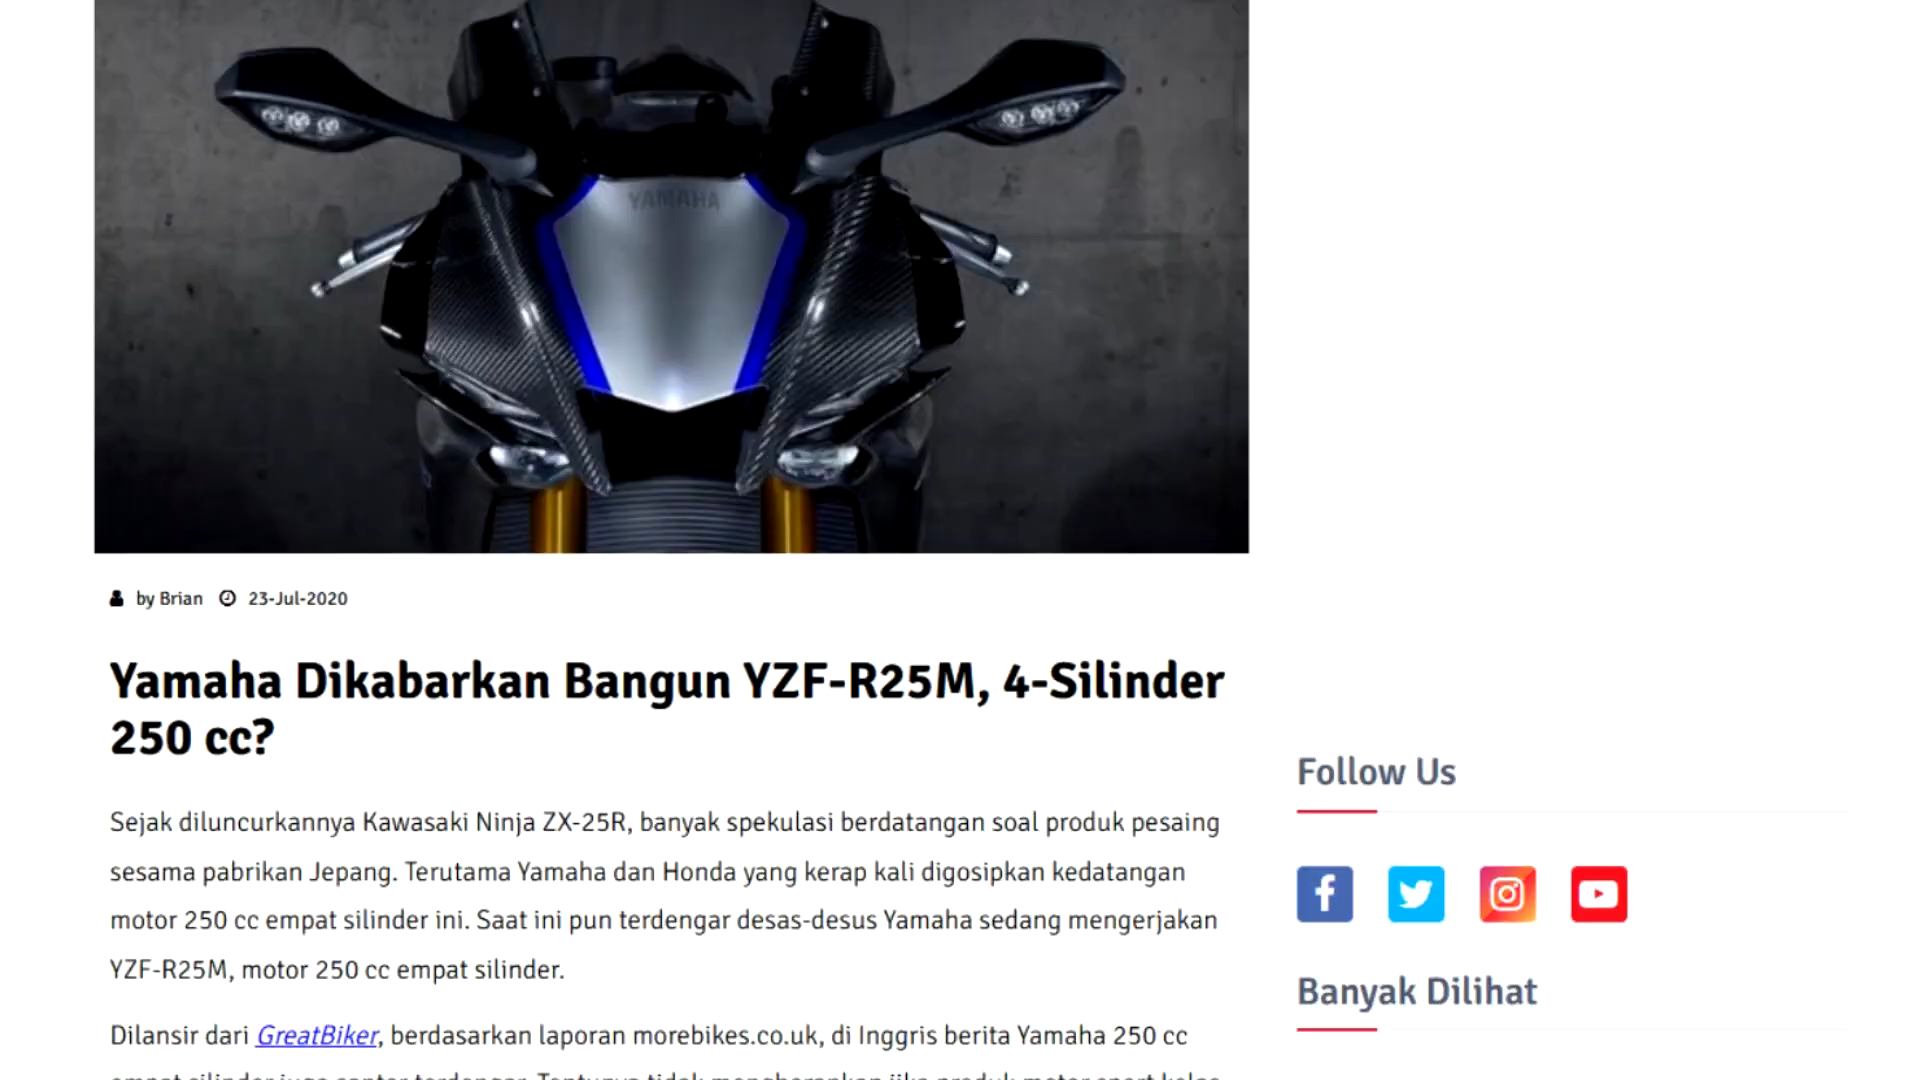 YAMAHA
by Brian 23-Jul-2020
Yamaha Dikabarkan Bangun YZF-R25M, 4-Silinder
250 cc?
Sejak diluncurkannya Kawasaki Ninja ZX-25R, banyak spekulasi berdatangan soal produk pesaing
sesama pabrikan Jepang. Terutama Yamaha dan Honda yang kerap kali digosipkan kedatangan
motor 250 cc empat silinder ini. Saat ini pun terdengar desas-desus Yamaha sedang mengerjakan
YZF-R25M, motor 250 cc empat silinder.
Dilansir dari GreatBiker, berdasarkan laporan morebikes.co.uk, di Inggris berita Yamaha 250 cc
Follow Us
Banyak Dilihat